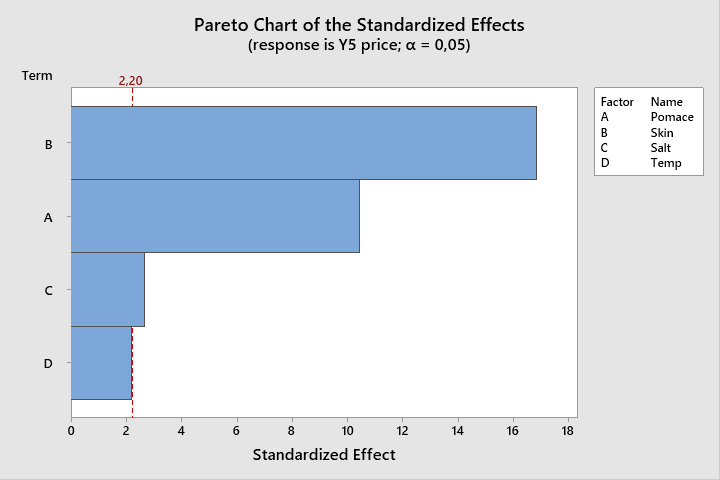 Pareto Chart of the Standardized Effects
(response is Y5 price; α = 0,05)
Term
2,20
Factor Name
A Pomace
B Skin
C Salt
D Temp
B
A
C
D
0 2 4 6 8 10 12 14 16 18
Standardized Effect